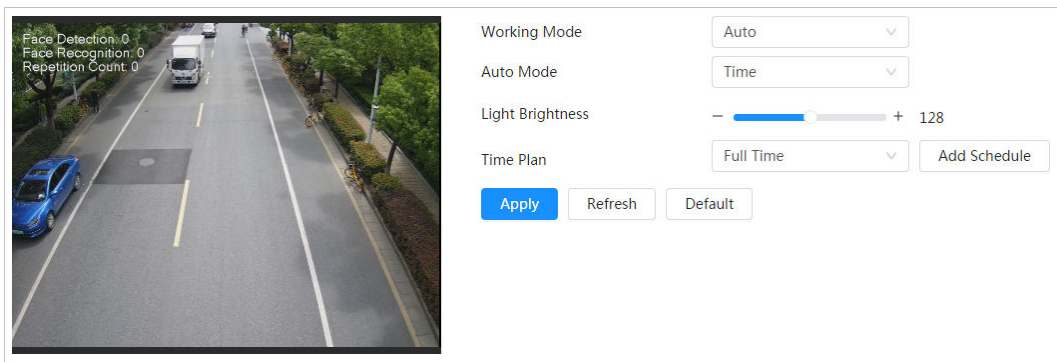 Face Detection: 0
Face Recognition: 0
Repetition Count: 0
Working Mode Auto
Auto Mode Time
Light Brightness − + 128
Time Plan Full Time Add Schedule
Apply Refresh Default